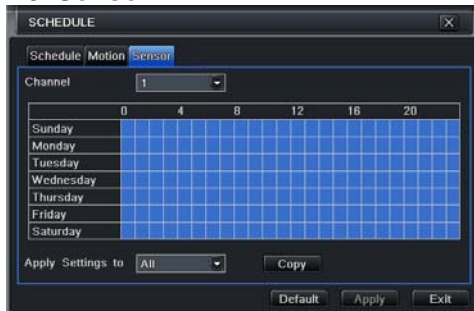 SCHEDULE X
Schedule Motion Sensor
Channel 1
0 4 8 12 16 20
Sunday
Monday
Tuesday
Wednesday
Thursday
Friday
Saturday
Apply Settings to All Copy
Default Apply Exit